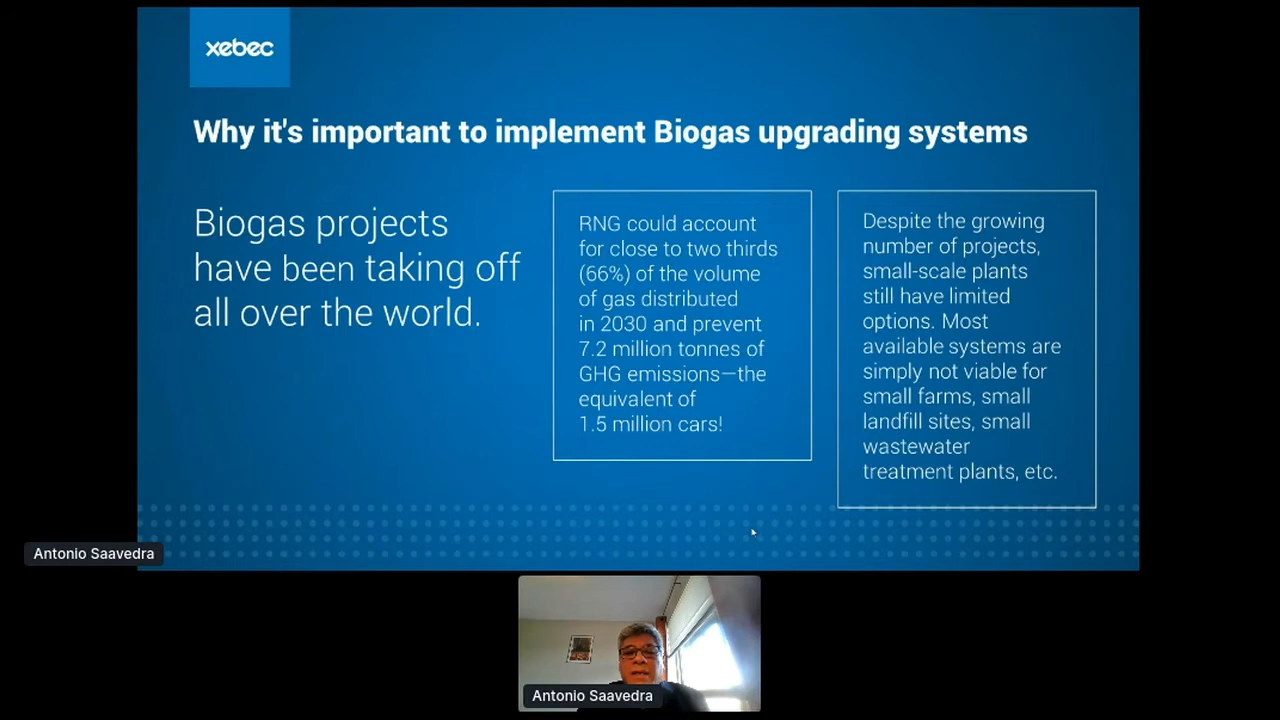 xebec
Why it's important to implement Biogas upgrading systems
Biogas projects
have been taking off
all over the world.
RNG could account
for close to two thirds
(66%) of the volume
of gas distributed
in 2030 and prevent
7.2 million tonnes of
GHG emissions—the
equivalent of
1.5 million cars!
Despite the growing
number of projects,
small-scale plants
still have limited
options. Most
available systems are
simply not viable for
small farms, small
landfill sites, small
wastewater
treatment plants, etc.
Antonio Saavedra
Antonio Saavedra